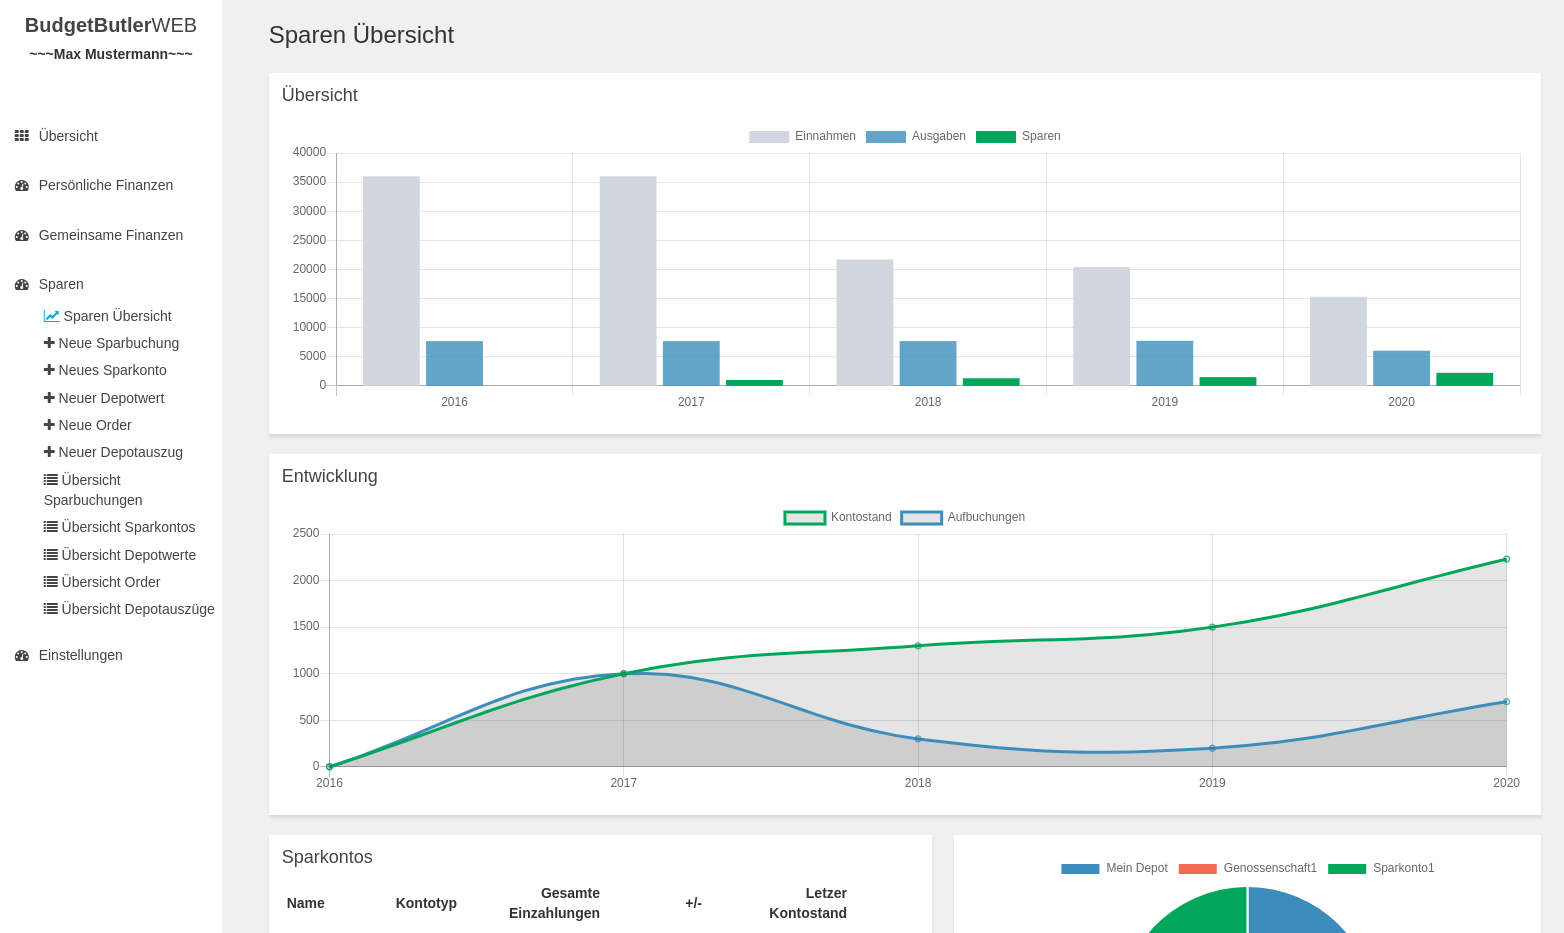 BudgetButlerWEB
~~~Max Mustermann~~~
Übersicht
Persönliche Finanzen
Gemeinsame Finanzen
Sparen
Sparen Übersicht
Neue Sparbuchung
Neues Sparkonto
Neuer Depotwert
Neue Order
Neuer Depotauszug
Übersicht
Sparbuchungen
Übersicht Sparkontos
Übersicht Depotwerte
Übersicht Order
Übersicht Depotauszüge
Einstellungen
Sparen Übersicht
Übersicht
Einnahmen Ausgaben Sparen
40000
35000
30000
25000
20000
15000
10000
5000
0
2016 2017 2018 2019 2020
Entwicklung
Kontostand Aufbuchungen
2500
2000
1500
1000
500
0
2016 2017 2018 2019 2020
Sparkontos
Name Kontotyp Gesamte Einzahlungen +/- Letzer Kontostand
Mein Depot Genossenschaft1 Sparkonto1